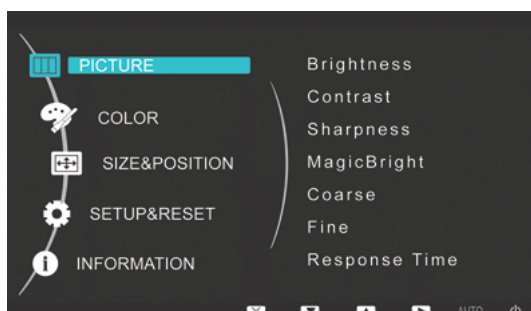 PICTURE
COLOR
SIZE&POSITION
SETUP&RESET
INFORMATION
Brightness
Contrast
Sharpness
MagicBright
Coarse
Fine
Response Time
AUTO